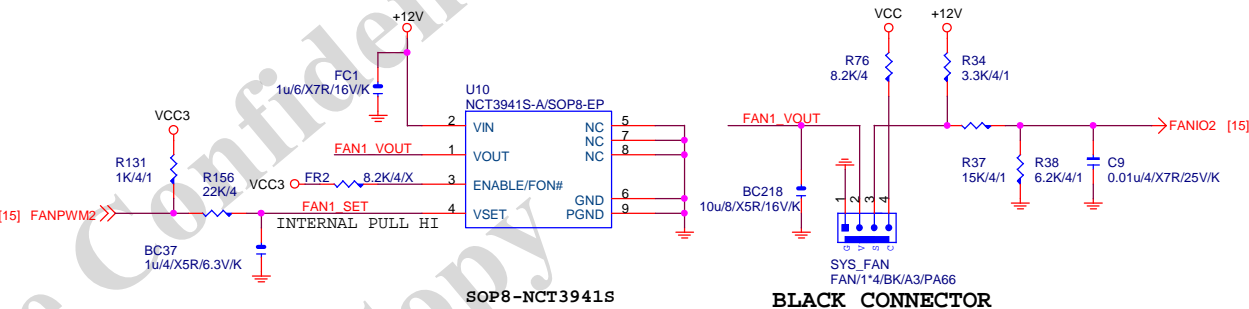 +12V
FC1
1u/6/X7R/16V/K
U10
NCT3941S-A/SOP8-EP
2 VIN
1 VOUT
3 ENABLE/FON#
4 VSET
NC 5
NC 7
NC 8
GND 6
PGND 9
FAN1_VOUT
VCC3
R131
1K/4/1
R156
22K/4
VCC3
FR2
8.2K/4/X
[15] FANPWM2
FAN1_SET
INTERNAL PULL HI
BC37
1u/4/X5R/6.3V/K
SOP8-NCT3941S
VCC
+12V
R76
8.2K/4
R34
3.3K/4/1
FAN1_VOUT
FANIO2 [15]
BC218
10u/8/X5R/16V/K
R37
15K/4/1
R38
6.2K/4/1
C9
0.01u/4/X7R/25V/K
1 2 3 4
G V S C
SYS_FAN
FAN/1*4/BK/A3/PA66
BLACK CONNECTOR
Confiden
Copy